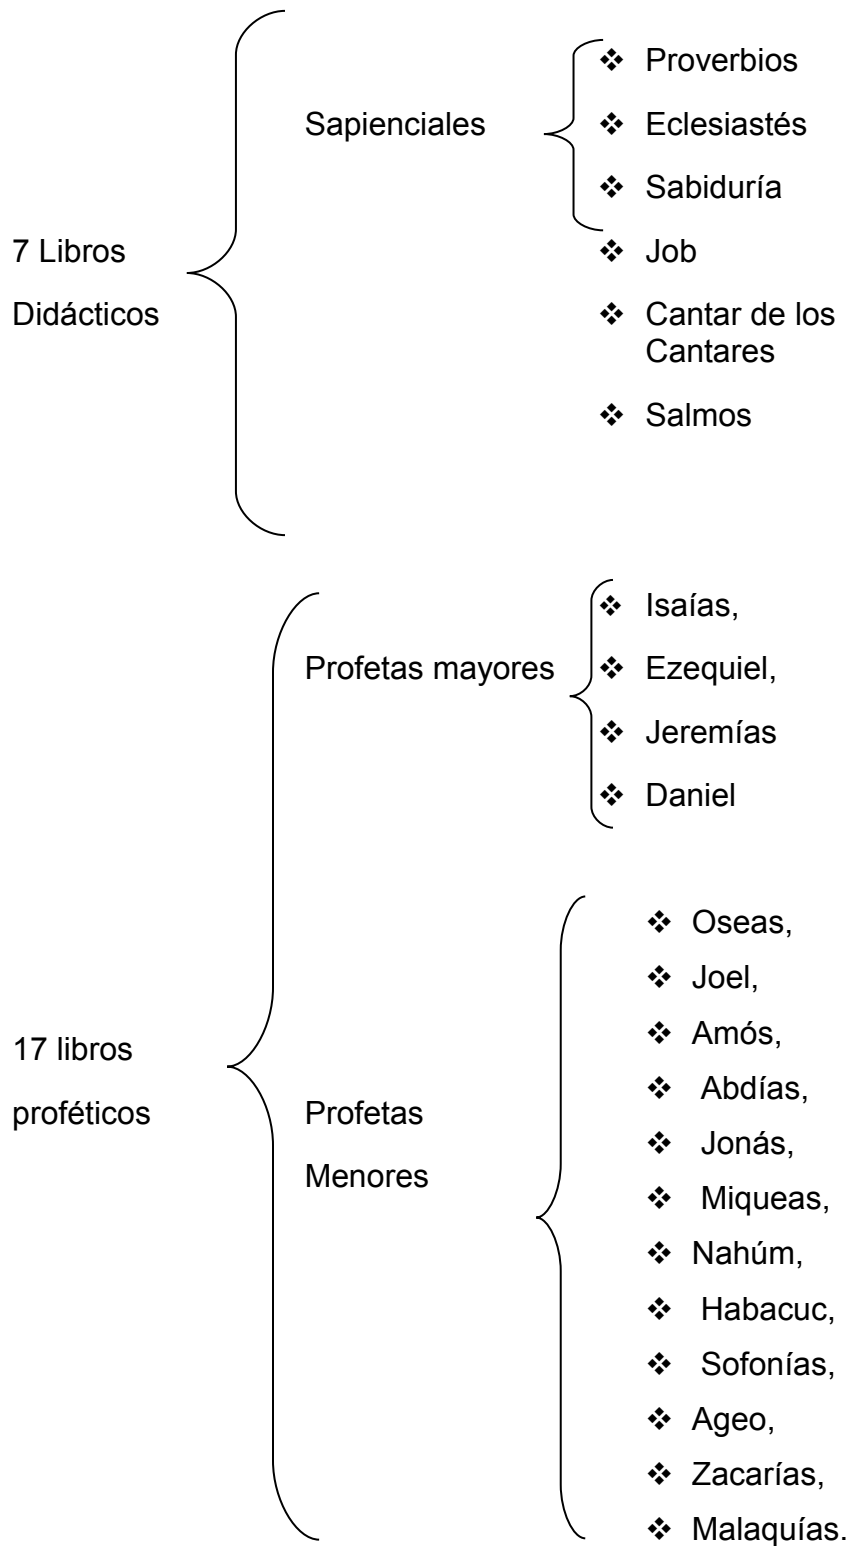 7 Libros
Didácticos
Sapienciales
❖ Proverbios
❖ Eclesiastés
❖ Sabiduría
❖ Job
❖ Cantar de los
Cantares
❖ Salmos
17 libros
proféticos
Profetas mayores
❖ Isaías,
❖ Ezequiel,
❖ Jeremías
❖ Daniel
Profetas
Menores
❖ Oseas,
❖ Joel,
❖ Amós,
❖ Abdías,
❖ Jonás,
❖ Miqueas,
❖ Nahúm,
❖ Habacuc,
❖ Sofonías,
❖ Ageo,
❖ Zacarías,
❖ Malaquías.